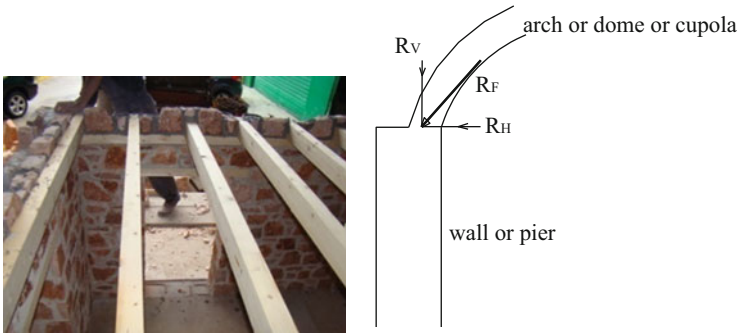 arch or dome or cupola
RV
RF
RH
wall or pier